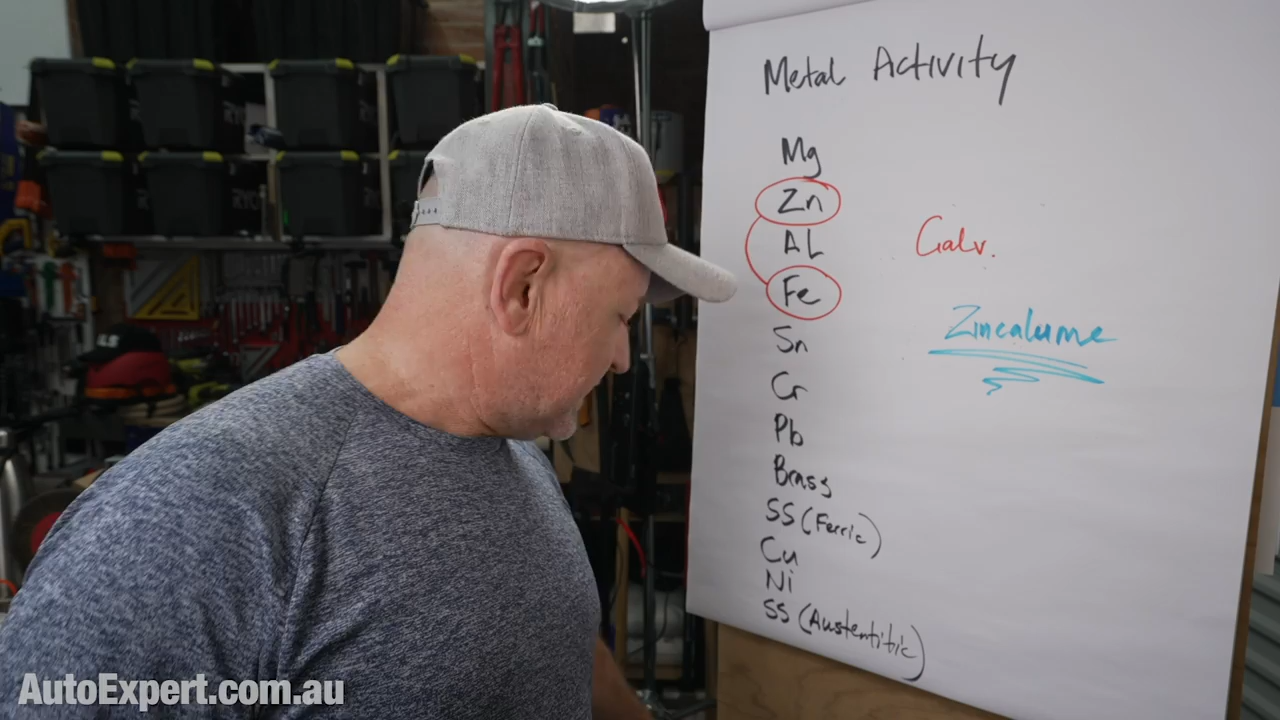 Metal Activity
Mg
Zn
AL
Galv.
Fe
Zincalume
Sn
Cr
Pb
Brass
SS (Ferric)
Cu
Ni
SS (Austentitic)
AutoExpert.com.au